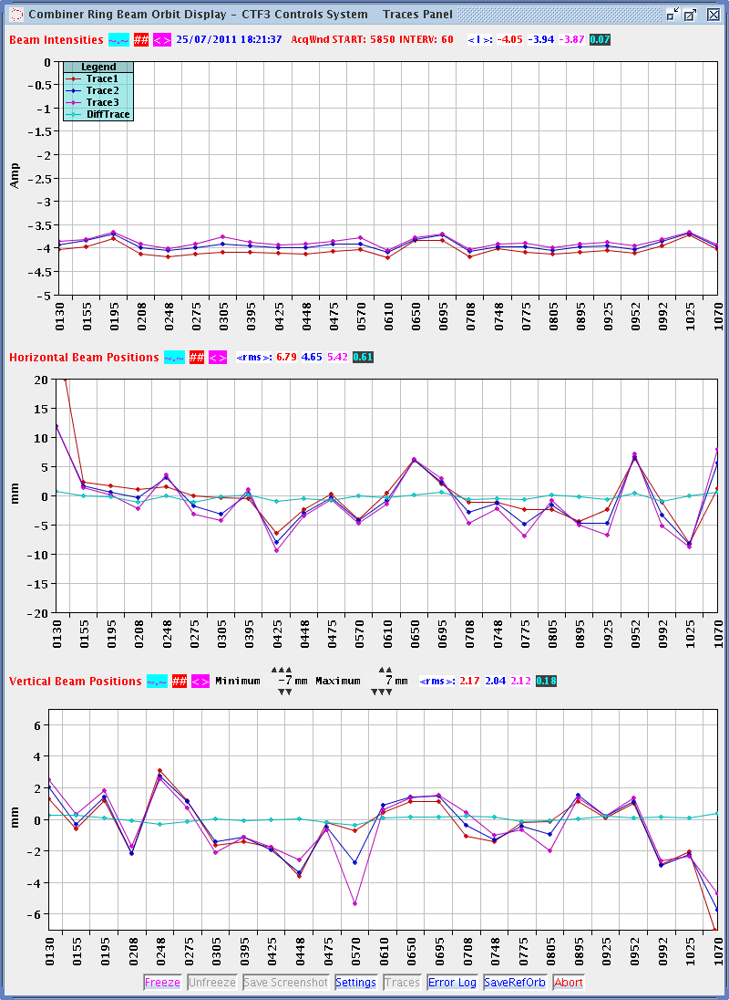 Combiner Ring Beam Orbit Display - CTF3 Controls System Traces Panel
Beam Intensities ~.~ ## <> 25/07/2011 18:21:37 AcqWnd START: 5850 INTERV: 60 <I>: -4.05 -3.94 -3.87 0.07
Legend
Trace1
Trace2
Trace3
DiffTrace
0
-0.5
-1
-1.5
-2
-2.5
-3
-3.5
-4
-4.5
-5
Amp
0130 0155 0195 0208 0248 0275 0305 0395 0425 0448 0475 0570 0610 0650 0695 0708 0748 0775 0805 0895 0925 0952 0992 1025 1070
Horizontal Beam Positions ~.~ ## <> <rms>: 6.79 4.65 5.42 0.61
20
15
10
5
0
-5
-10
-15
-20
mm
0130 0155 0195 0208 0248 0275 0305 0395 0425 0448 0475 0570 0610 0650 0695 0708 0748 0775 0805 0895 0925 0952 0992 1025 1070
Vertical Beam Positions ~.~ ## <> Minimum -7 mm Maximum 7 mm <rms>: 2.17 2.04 2.12 0.18
6
4
2
0
-2
-4
-6
mm
0130 0155 0195 0208 0248 0275 0305 0395 0425 0448 0475 0570 0610 0650 0695 0708 0748 0775 0805 0895 0925 0952 0992 1025 1070
Freeze Unfreeze Save Screenshot Settings Traces Error Log SaveRefOrb Abort